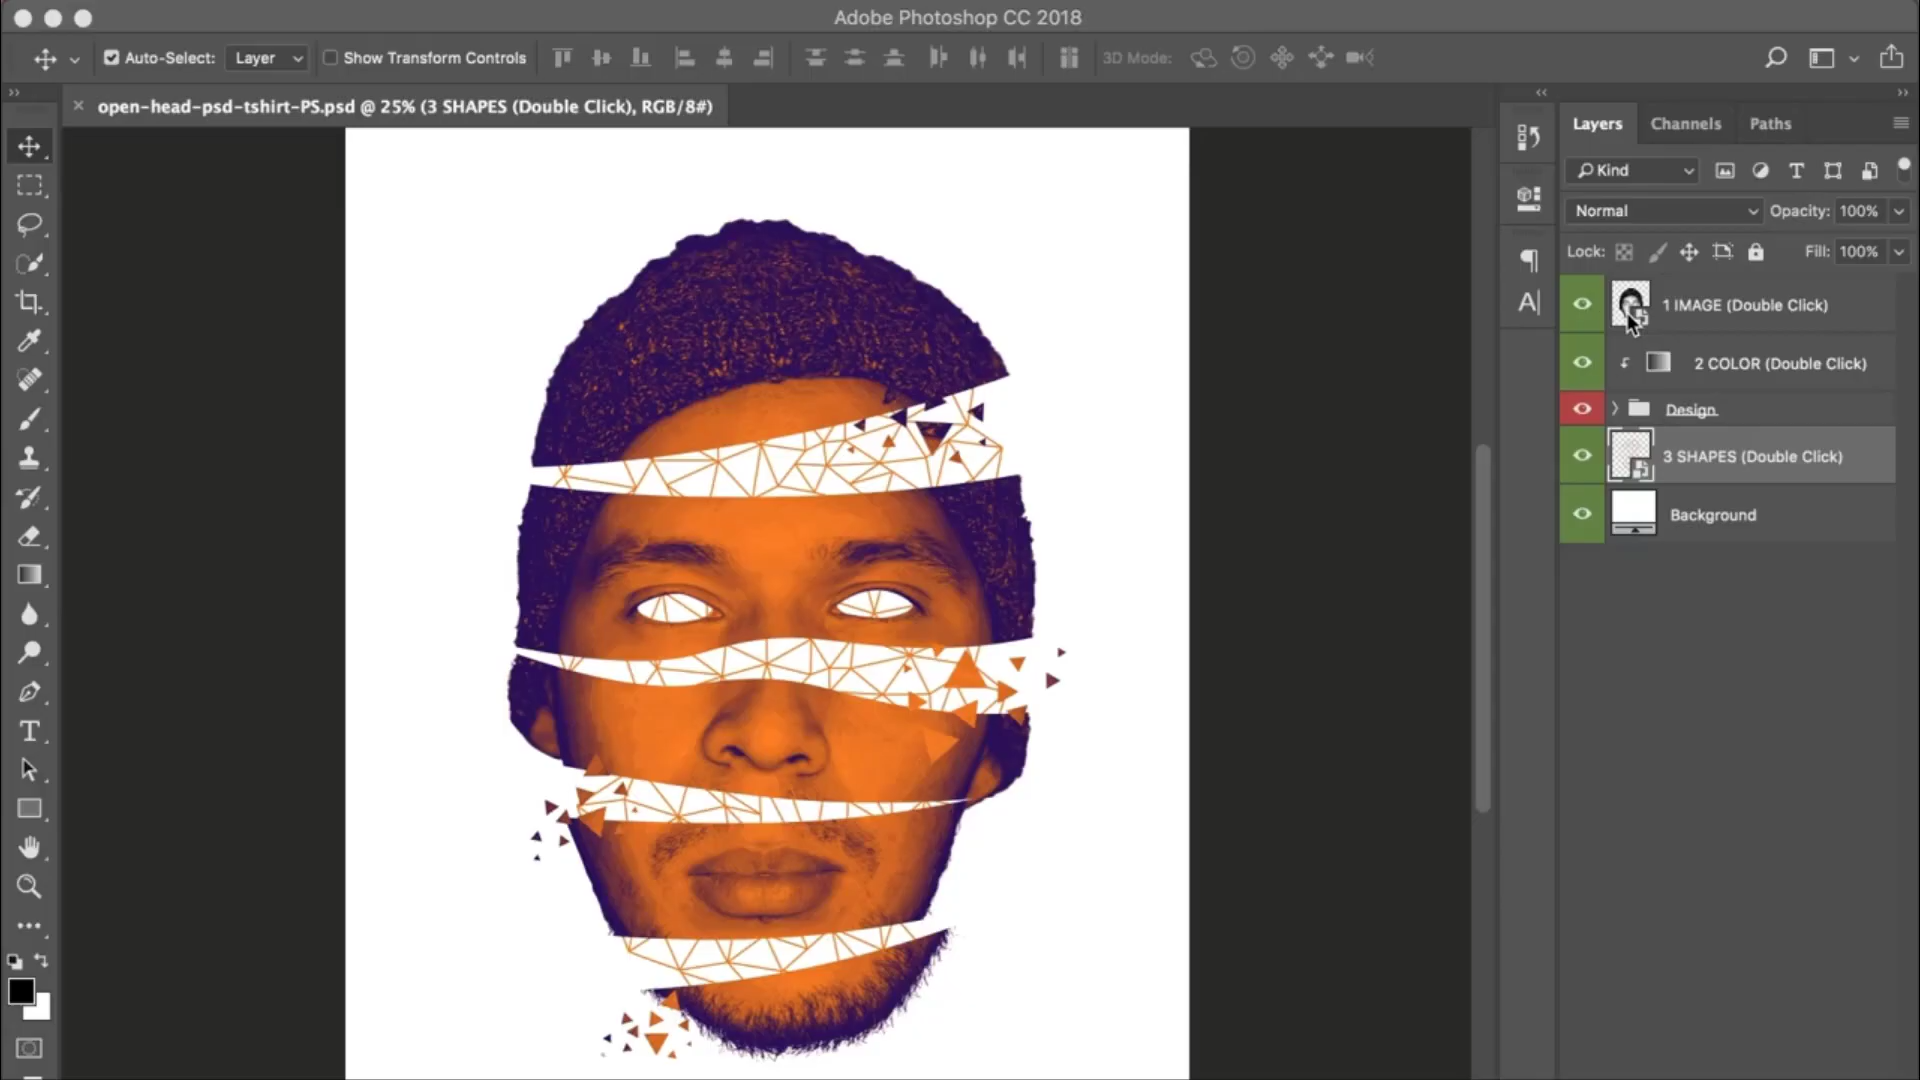 Adobe Photoshop CC 2018
Auto-Select: Layer Show Transform Controls 3D Mode:
open-head-psd-tshirt-PS.psd @ 25% (3 SHAPES (Double Click), RGB/8#)
Layers Channels Paths
Kind
Normal Opacity: 100%
Lock: Fill: 100%
1 IMAGE (Double Click)
2 COLOR (Double Click)
Design
3 SHAPES (Double Click)
Background